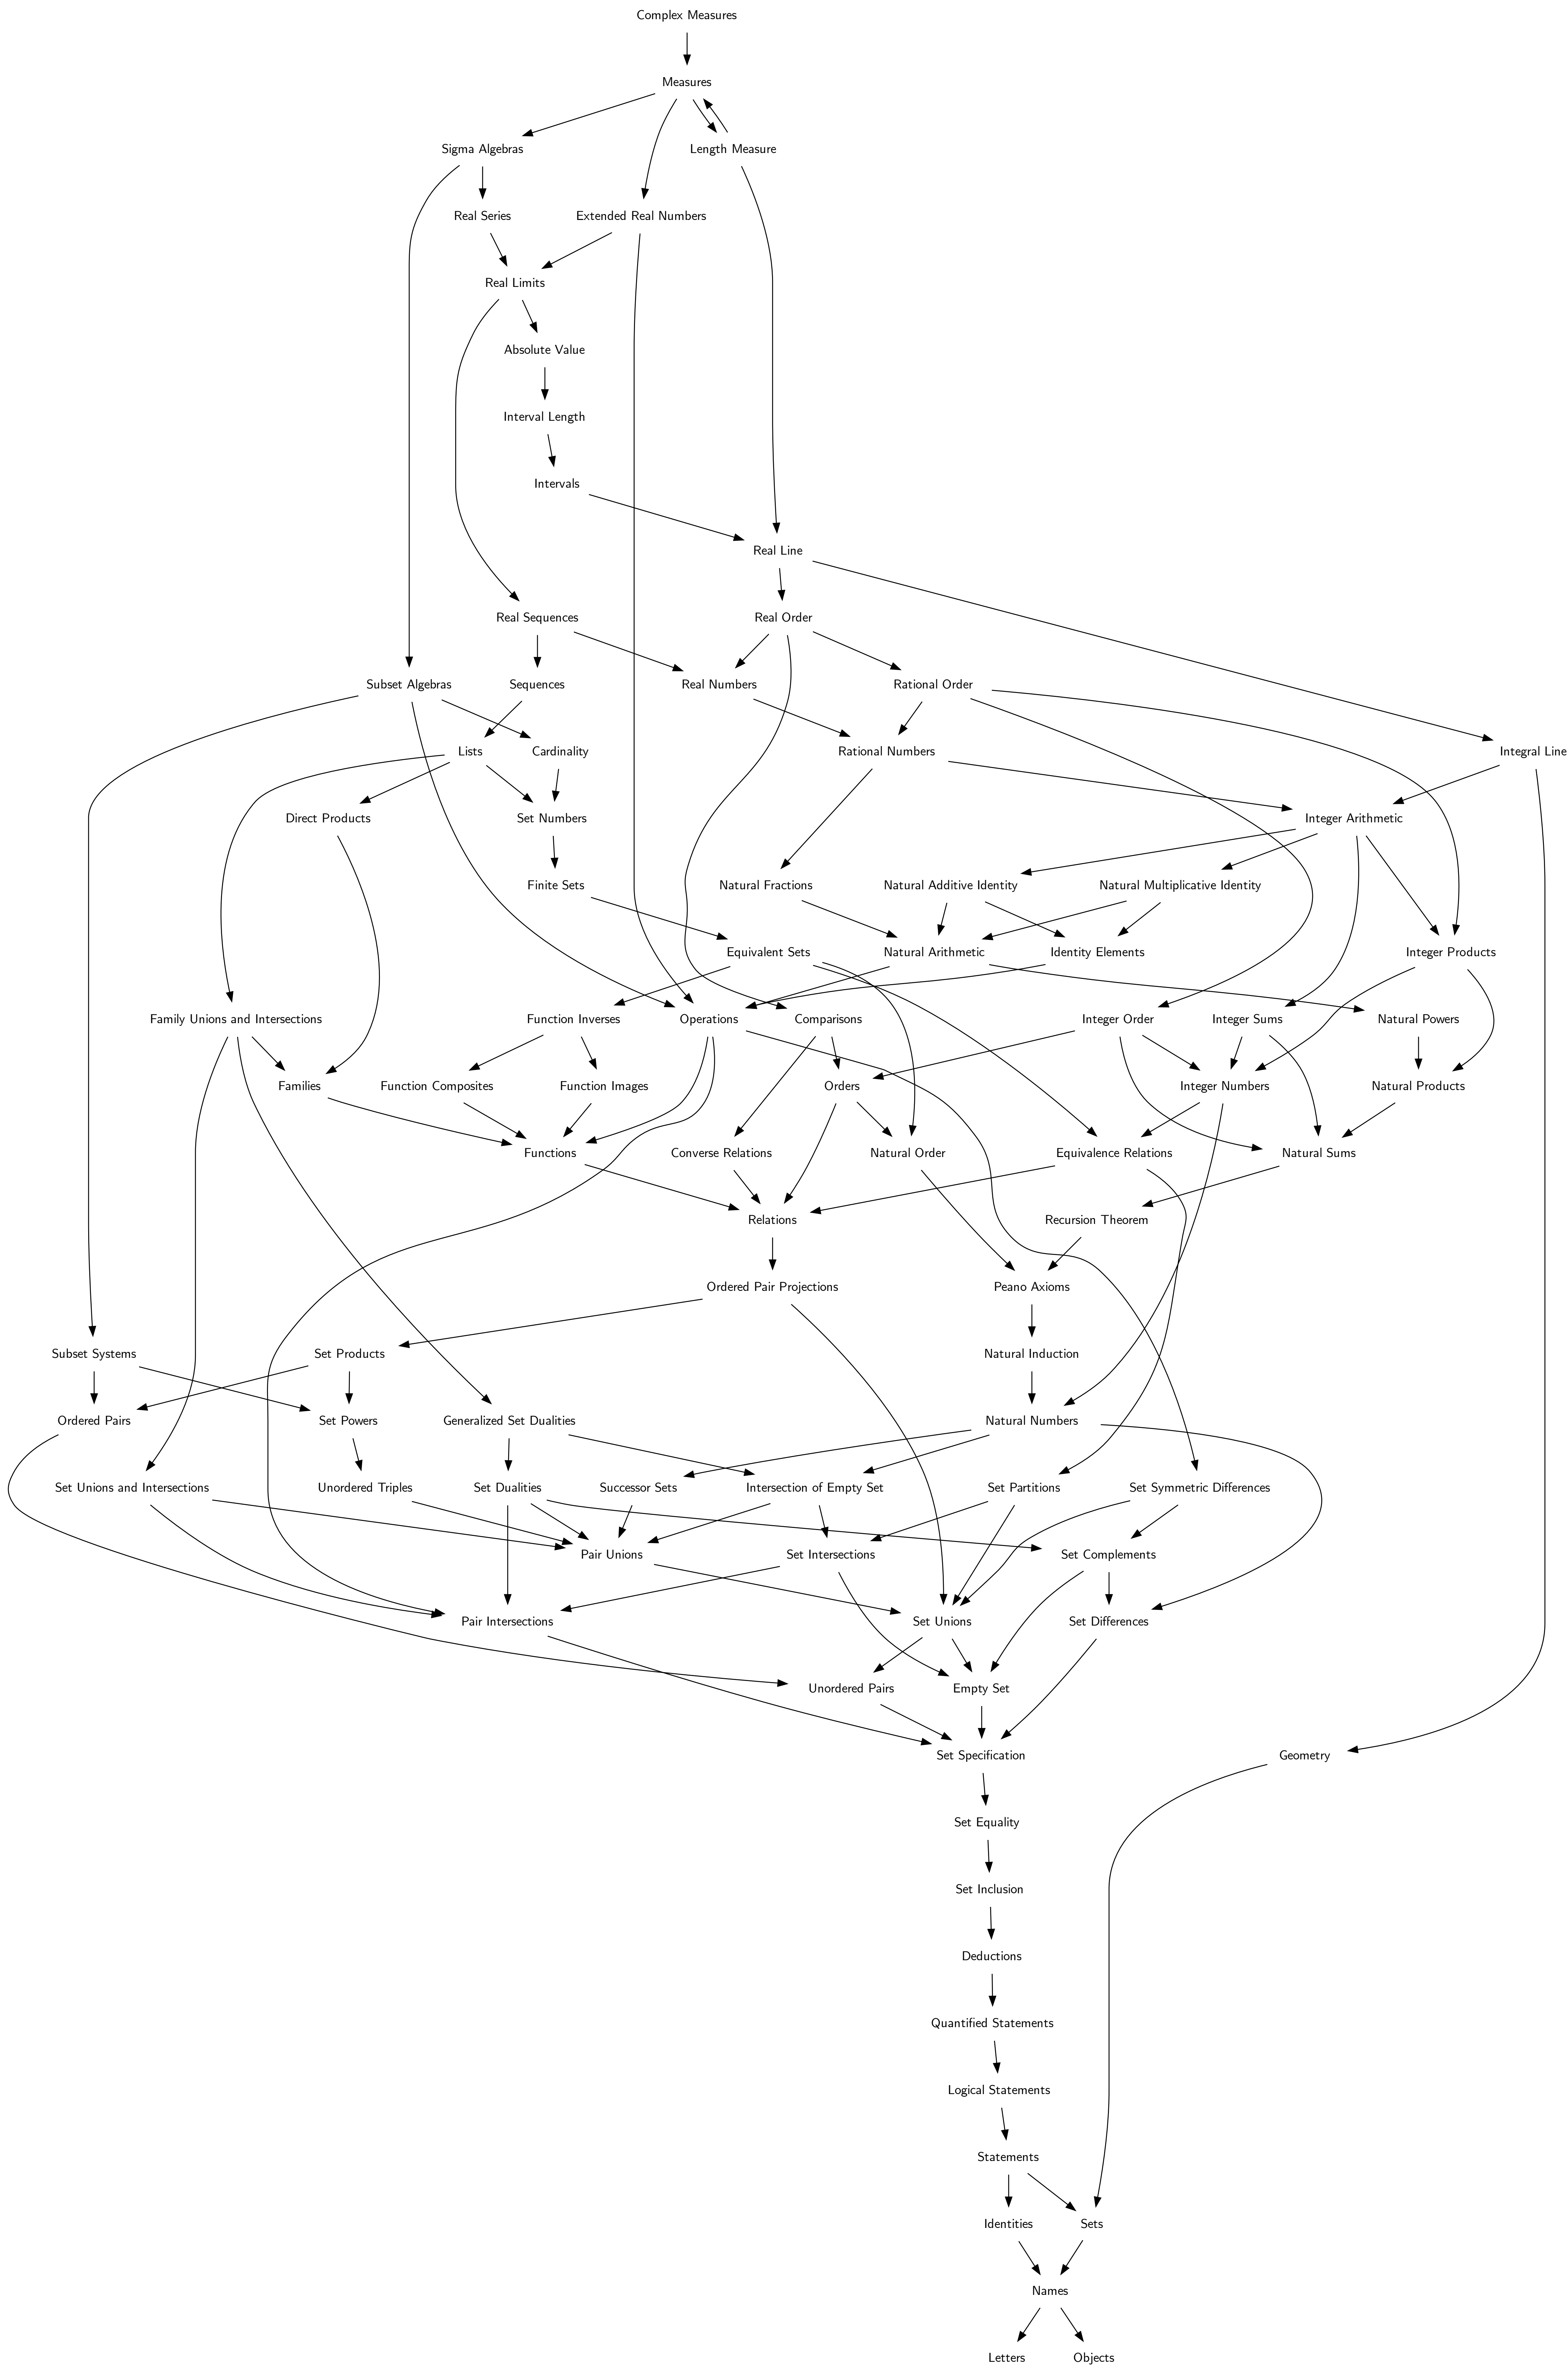 Complex Measures
Measures
Sigma Algebras
Length Measure
Real Series
Extended Real Numbers
Real Limits
Absolute Value
Interval Length
Intervals
Real Line
Real Sequences
Real Order
Subset Algebras
Sequences
Real Numbers
Rational Order
Lists
Cardinality
Rational Numbers
Integral Line
Direct Products
Set Numbers
Integer Arithmetic
Finite Sets
Natural Fractions
Natural Additive Identity
Natural Multiplicative Identity
Equivalent Sets
Natural Arithmetic
Identity Elements
Integer Products
Family Unions and Intersections
Function Inverses
Operations
Comparisons
Integer Order
Integer Sums
Natural Powers
Families
Function Composites
Function Images
Orders
Integer Numbers
Natural Products
Functions
Converse Relations
Natural Order
Equivalence Relations
Natural Sums
Relations
Recursion Theorem
Ordered Pair Projections
Peano Axioms
Subset Systems
Set Products
Natural Induction
Ordered Pairs
Set Powers
Generalized Set Dualities
Natural Numbers
Set Unions and Intersections
Unordered Triples
Set Dualities
Successor Sets
Intersection of Empty Set
Set Partitions
Set Symmetric Differences
Pair Unions
Set Intersections
Set Complements
Pair Intersections
Set Unions
Set Differences
Unordered Pairs
Empty Set
Set Specification
Geometry
Set Equality
Set Inclusion
Deductions
Quantified Statements
Logical Statements
Statements
Identities
Sets
Names
Letters
Objects